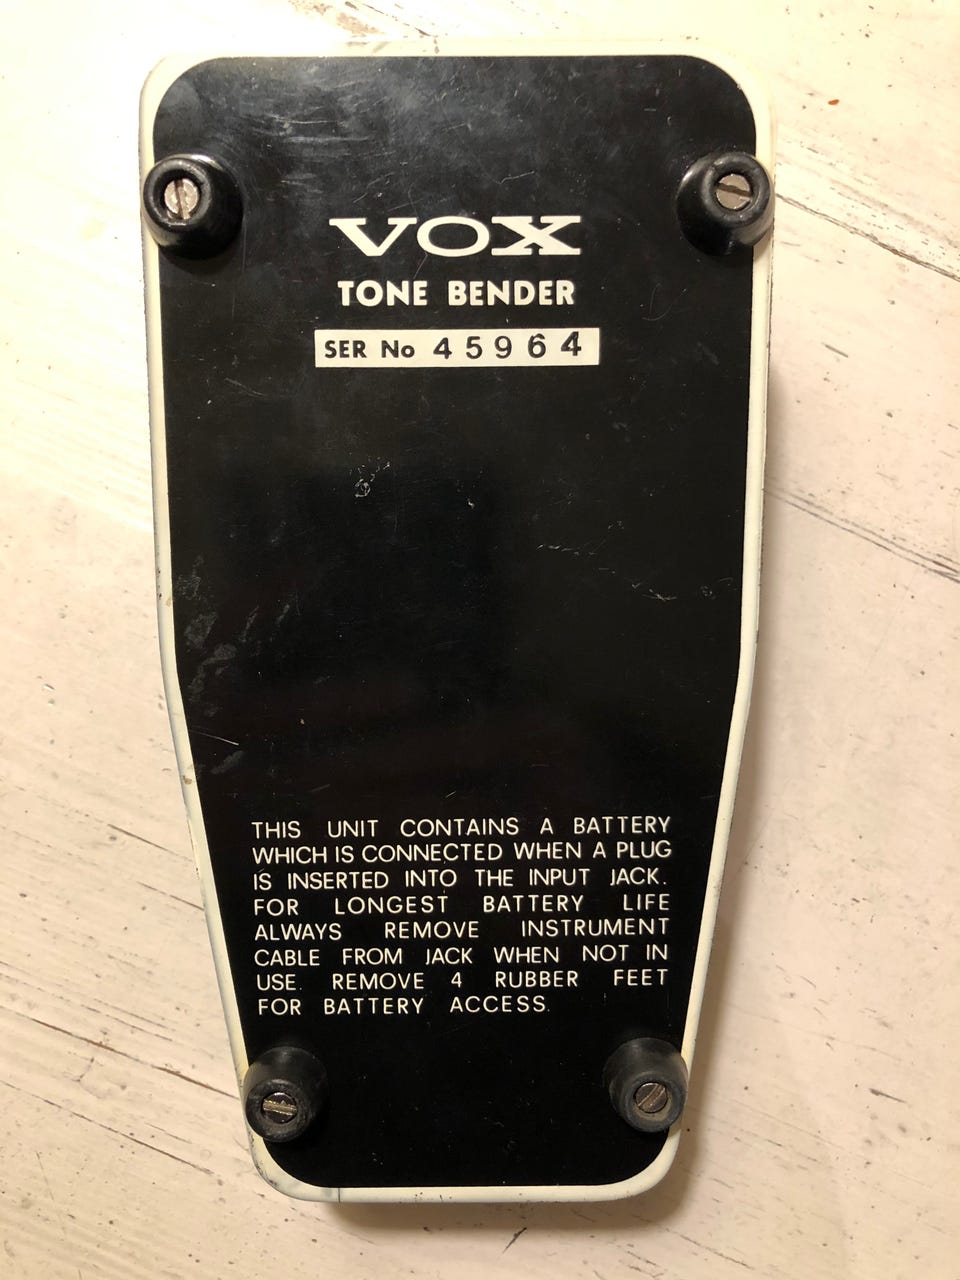 VOX
TONE BENDER
SER No 45964
THIS UNIT CONTAINS A BATTERY
WHICH IS CONNECTED WHEN A PLUG
IS INSERTED INTO THE INPUT JACK.
FOR LONGEST BATTERY LIFE
ALWAYS REMOVE INSTRUMENT
CABLE FROM JACK WHEN NOT IN
USE. REMOVE 4 RUBBER FEET
FOR BATTERY ACCESS.